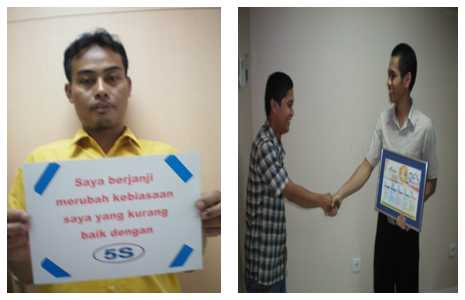 Saya berjanji
merubah kebiasaan
saya yang kurang
baik dengan
5S